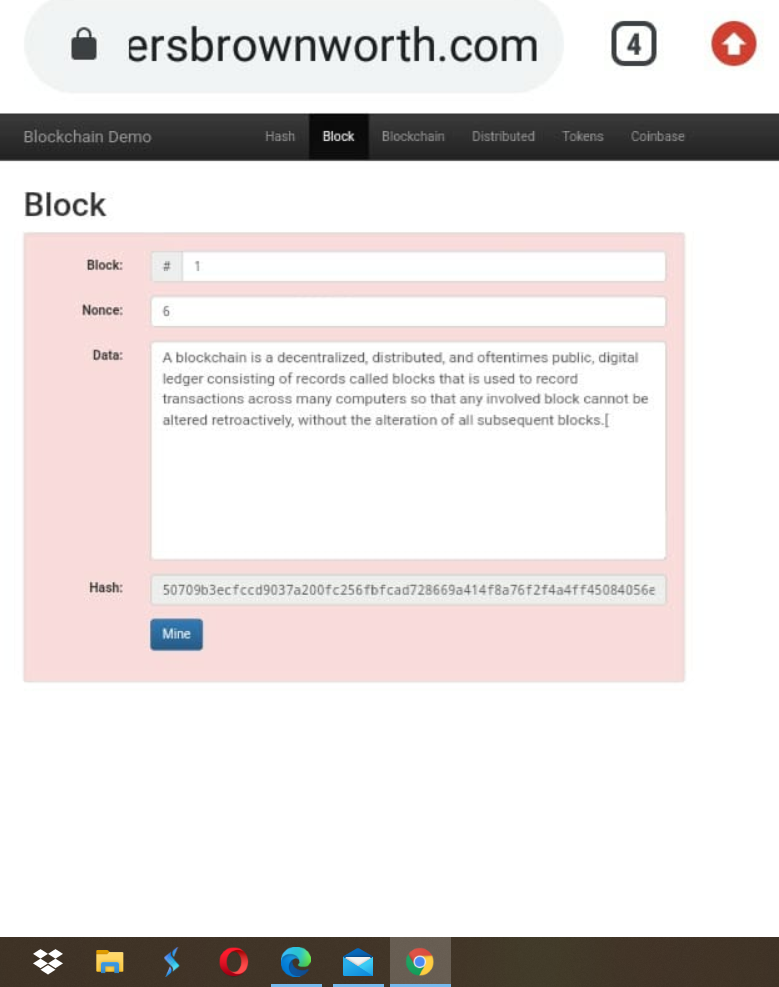 ersbrownworth.com 4
Blockchain Demo Hash Block Blockchain Distributed Tokens Coinbase
Block
Block: # 1
Nonce: 6
Data: A blockchain is a decentralized, distributed, and oftentimes public, digital
ledger consisting of records called blocks that is used to record
transactions across many computers so that any involved block cannot be
altered retroactively, without the alteration of all subsequent blocks.[
Hash: 50709b3ecfccd9037a200fc256fbfcad728669a414f8a76f2f4a4ff45084056e
Mine